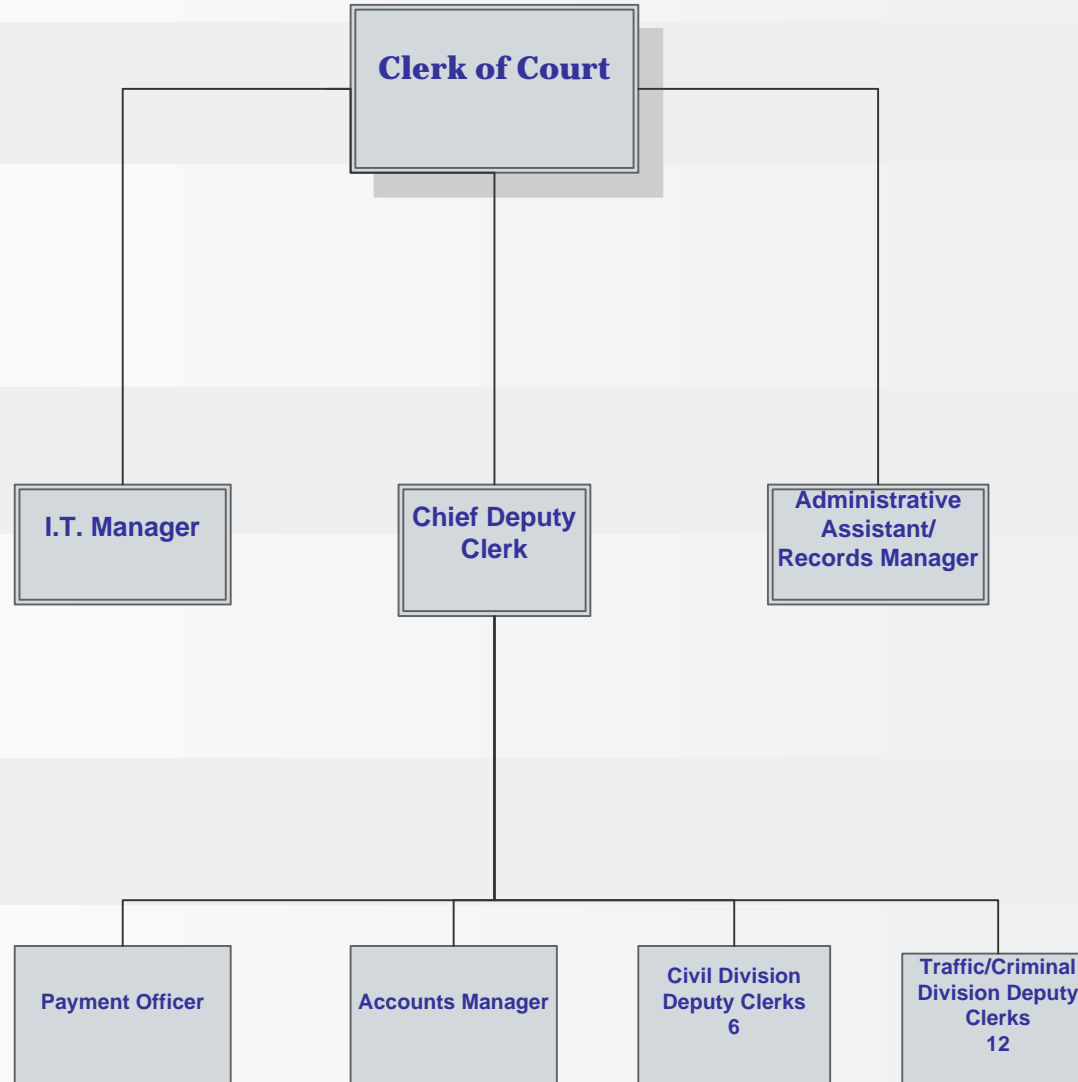 Clerk of Court
I.T. Manager
Chief Deputy
Clerk
Administrative
Assistant/
Records Manager
Payment Officer
Accounts Manager
Civil Division
Deputy Clerks
6
Traffic/Criminal
Division Deputy
Clerks
12